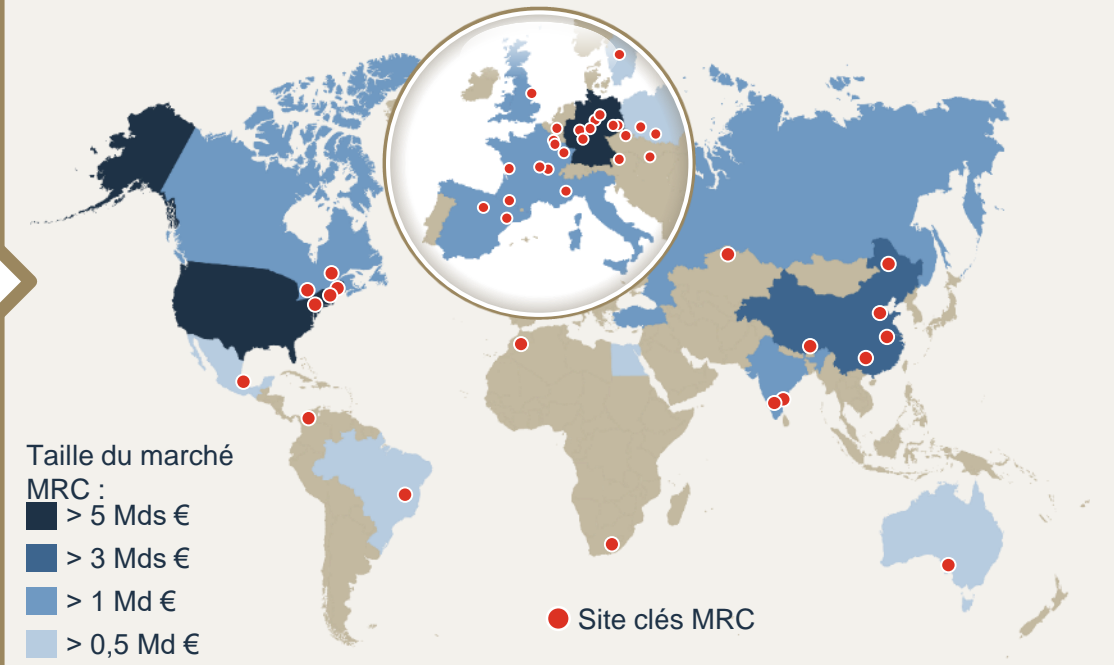 Taille du marché
MRC :
> 5 Mds €
> 3 Mds €
> 1 Md €
> 0,5 Md €
Site clés MRC